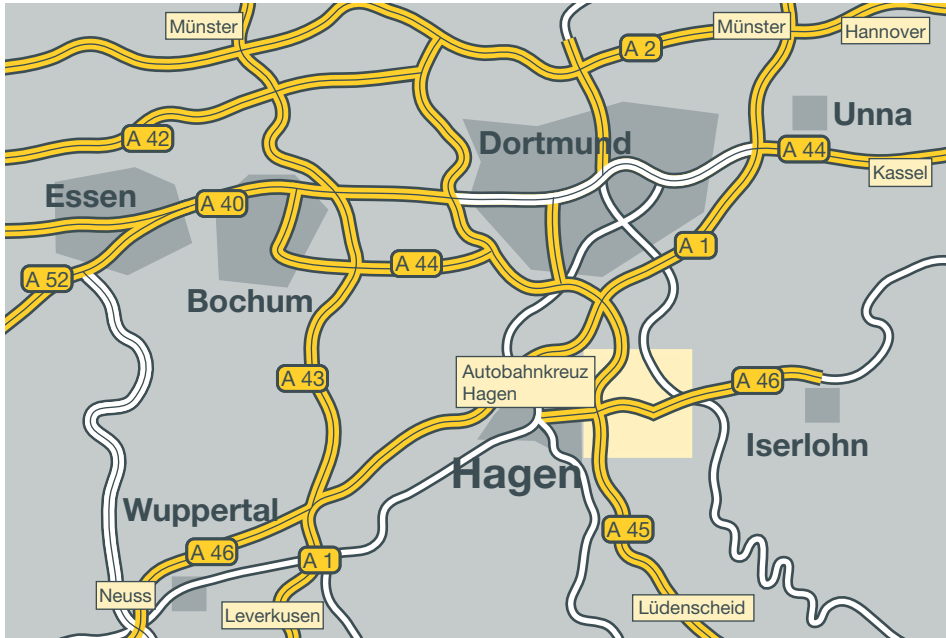 Münster
Münster
Hannover
A 2
A 42
Dortmund
Unna
A 44
Kassel
Essen
A 40
A 1
A 44
A 52
Bochum
A 43
Autobahnkreuz
Hagen
A 46
Iserlohn
Hagen
Wuppertal
A 45
A 46
A 1
Neuss
Leverkusen
Lüdenscheid